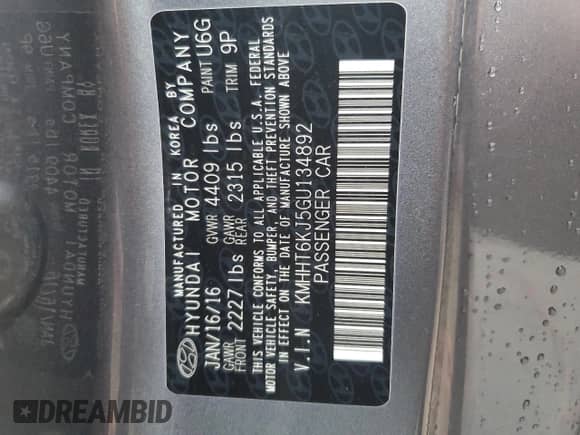 MANUFACTURED IN KOREA BY
HYUNDAI MOTOR COMPANY
JAN/16/16 GVWR 4409 lbs PAINT U6G
GAWR FRONT 2227 lbs GAWR REAR 2315 lbs TRIM 9P
THIS VEHICLE CONFORMS TO ALL APPLICABLE U.S.A. FEDERAL
MOTOR VEHICLE SAFETY, BUMPER, AND THEFT PREVENTION STANDARDS
IN EFFECT ON THE DATE OF MANUFACTURE SHOWN ABOVE
V.I.N KMHHT6KJ5GU134892
PASSENGER CAR
DREAMBID